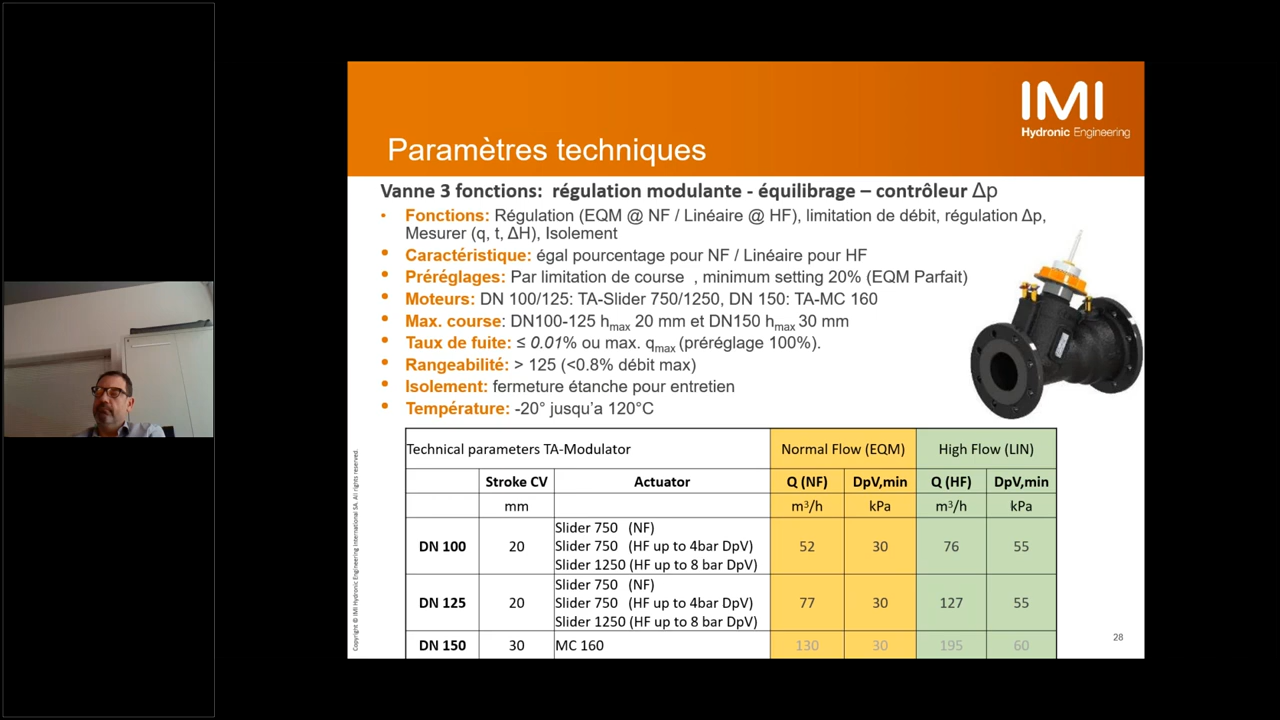 IMI
Hydronic Engineering
Paramètres techniques
Vanne 3 fonctions: régulation modulante - équilibrage – contrôleur Δp
• Fonctions: Régulation (EQM @ NF / Linéaire @ HF), limitation de débit, régulation Δp,
Mesurer (q, t, ΔH), Isolement
• Caractéristique: égal pourcentage pour NF / Linéaire pour HF
• Préréglages: Par limitation de course , minimum setting 20% (EQM Parfait)
• Moteurs: DN 100/125: TA-Slider 750/1250, DN 150: TA-MC 160
• Max. course: DN100-125 hmax 20 mm et DN150 hmax 30 mm
• Taux de fuite: ≤ 0.01% ou max. qmax (préréglage 100%).
• Rangeabilité: > 125 (<0.8% débit max)
• Isolement: fermeture étanche pour entretien
• Température: -20° jusqu'a 120°C
Technical parameters TA-Modulator Normal Flow (EQM) High Flow (LIN)
Stroke CV Actuator Q (NF) DpV,min Q (HF) DpV,min
mm m³/h kPa m³/h kPa
Slider 750 (NF)
DN 100 20 Slider 750 (HF up to 4bar DpV) 52 30 76 55
Slider 1250 (HF up to 8 bar DpV)
Slider 750 (NF)
DN 125 20 Slider 750 (HF up to 4bar DpV) 77 30 127 55
Slider 1250 (HF up to 8 bar DpV)
DN 150 30 MC 160 130 30 195 60
28
Copyright © IMI Hydronic Engineering International SA. All rights reserved.